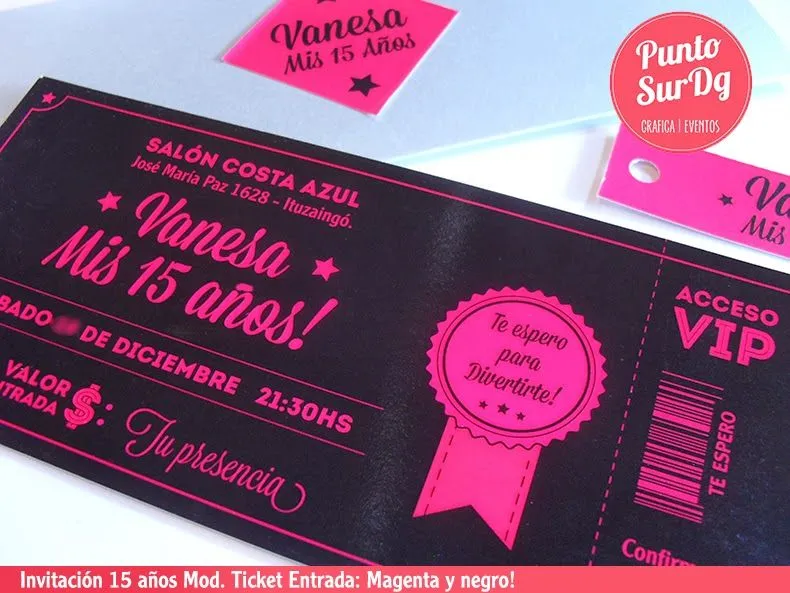 Vanesa
Mis 15 Años
Punto
SurDg
GRAFICA | EVENTOS
SALÓN COSTA AZUL
José María Paz 1628 - Ituzaingó.
Vanesa
Mis 15 años!
DE DICIEMBRE 21:30HS
VALOR
$:
Tu presencia
Te espero
para
Divertirte!
ACCESO
VIP
TE ESPERO
Mis
Invitación 15 años Mod. Ticket Entrada: Magenta y negro!